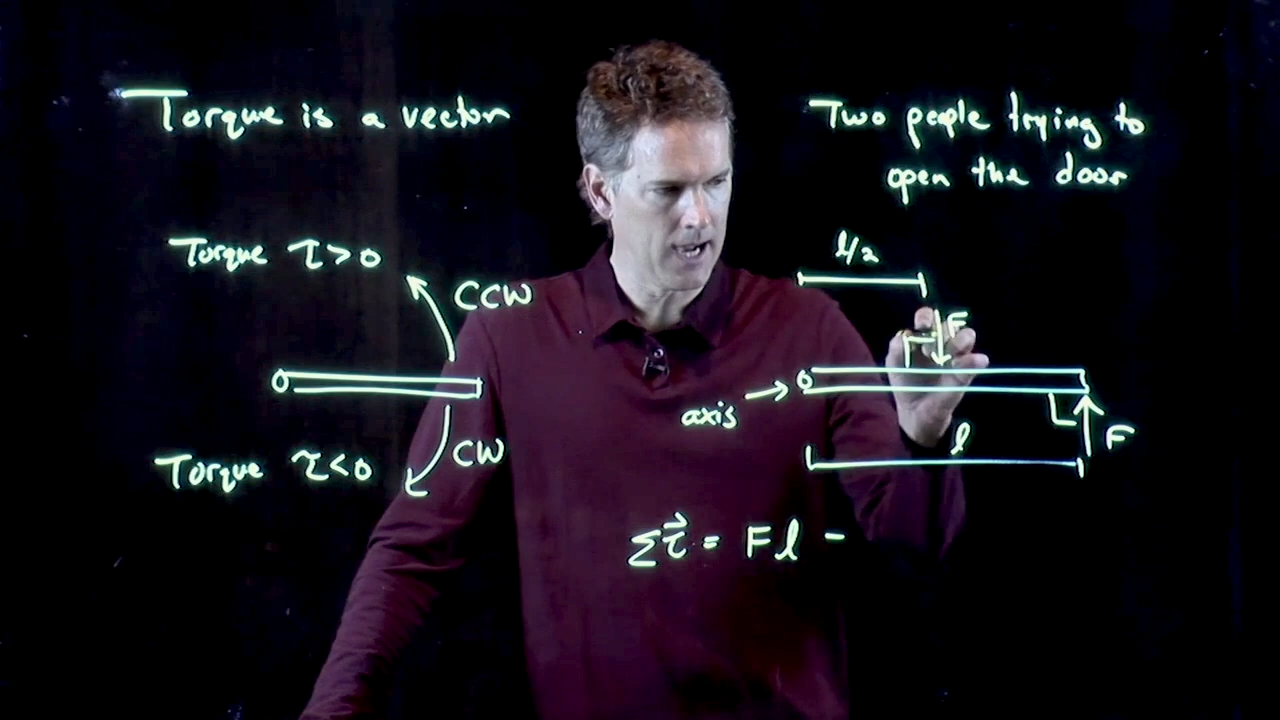 Torque is a vector
Torque τ>0
CCW
Torque τ<0
CW
Two people trying to
open the door
l/2
F
axis
l
F
Στ⃗ = Fl -